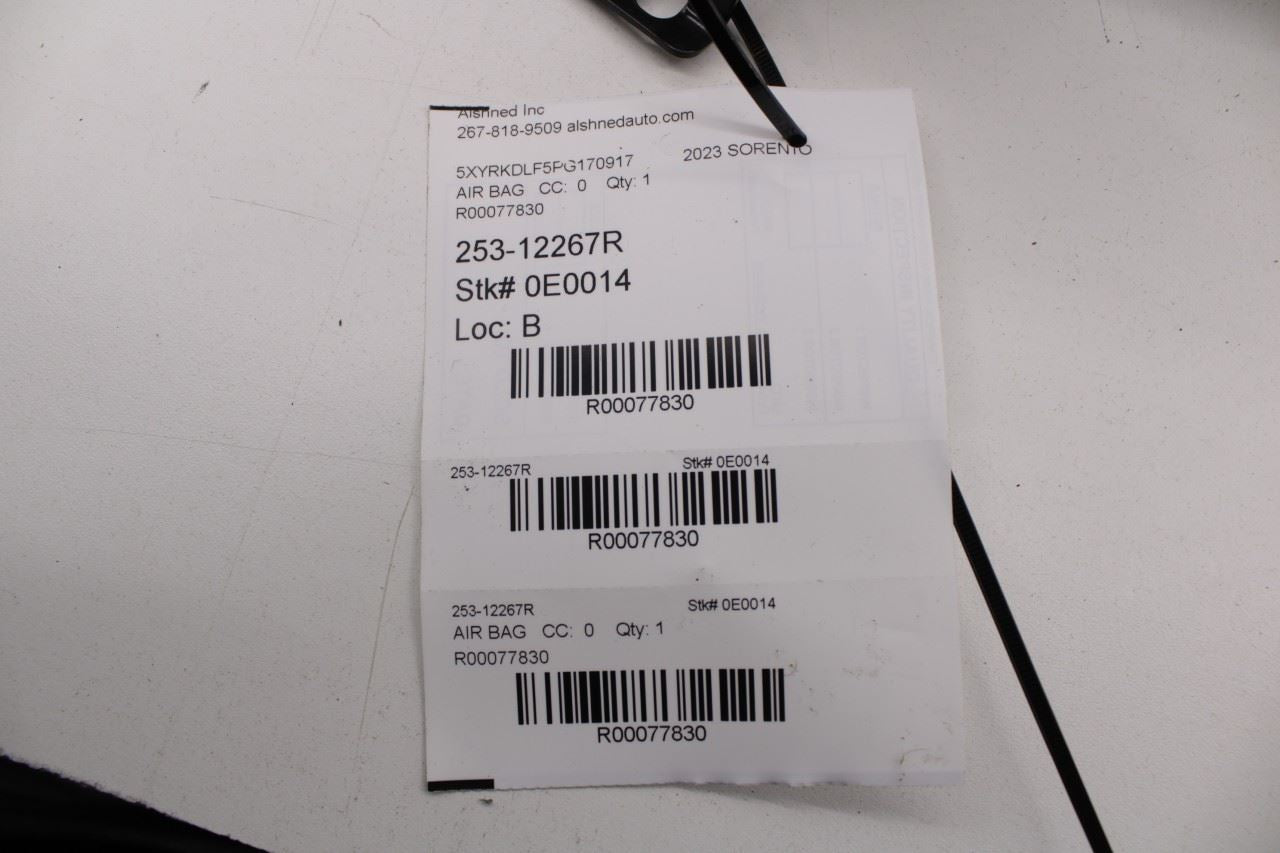 Alshned Inc
267-818-9509 alshnedauto.com
5XYRKDLF5PG170917 2023 SORENTO
AIR BAG CC: 0 Qty: 1
R00077830
253-12267R
Stk# 0E0014
Loc: B
R00077830
253-12267R Stk# 0E0014
R00077830
253-12267R Stk# 0E0014
AIR BAG CC: 0 Qty: 1
R00077830
R00077830